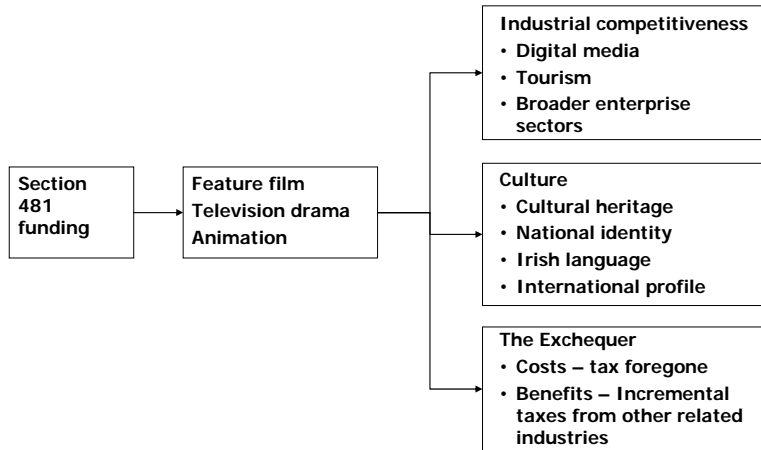 Section
481
funding
Feature film
Television drama
Animation
Industrial competitiveness
• Digital media
• Tourism
• Broader enterprise
sectors
Culture
• Cultural heritage
• National identity
• Irish language
• International profile
The Exchequer
• Costs – tax foregone
• Benefits – Incremental
taxes from other related
industries